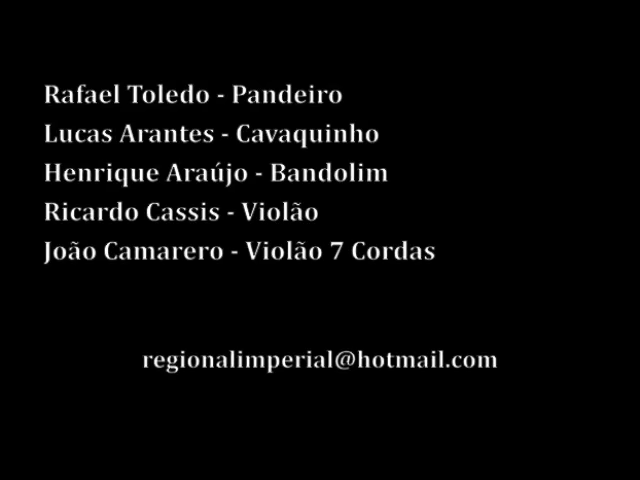 Rafael Toledo - Pandeiro
Lucas Arantes - Cavaquinho
Henrique Araújo - Bandolim
Ricardo Cassis - Violão
João Camarero - Violão 7 Cordas
regionalimperial@hotmail.com